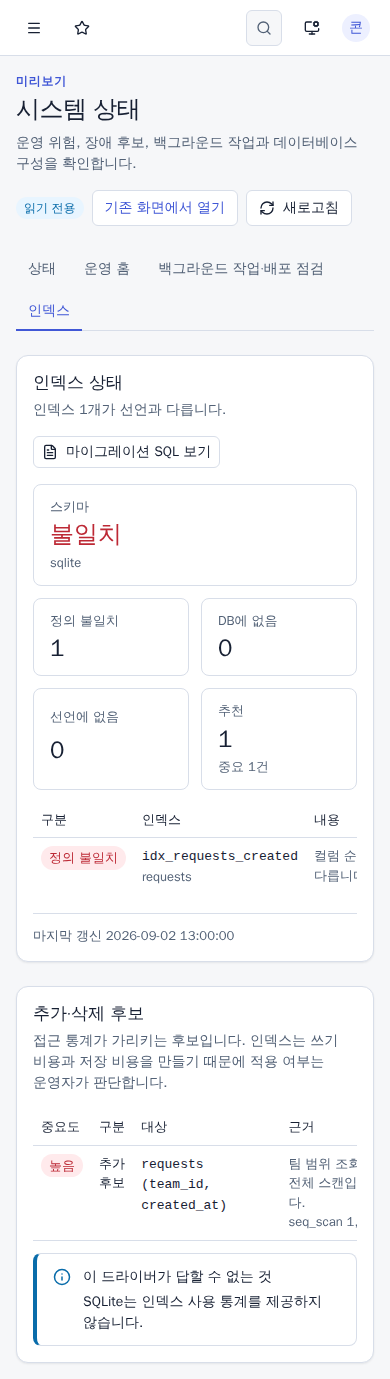 콘
미리보기
시스템 상태
운영 위험, 장애 후보, 백그라운드 작업과 데이터베이스
구성을 확인합니다.
읽기 전용
기존 화면에서 열기
새로고침
상태
운영 홈
백그라운드 작업·배포 점검
인덱스
인덱스 상태
인덱스 1개가 선언과 다릅니다.
마이그레이션 SQL 보기
스키마
불일치
sqlite
정의 불일치
1
DB에 없음
0
선언에 없음
0
추천
1
중요 1건
구분 인덱스 내용
정의 불일치 idx_requests_created 컬럼 순
requests 다릅니
마지막 갱신 2026-09-02 13:00:00
추가·삭제 후보
접근 통계가 가리키는 후보입니다. 인덱스는 쓰기
비용과 저장 비용을 만들기 때문에 적용 여부는
운영자가 판단합니다.
중요도 구분 대상 근거
높음 추가 requests 팀 범위 조회
후보 (team_id, 전체 스캔입
created_at) 다.
seq_scan 1,
이 드라이버가 답할 수 없는 것
SQLite는 인덱스 사용 통계를 제공하지
않습니다.